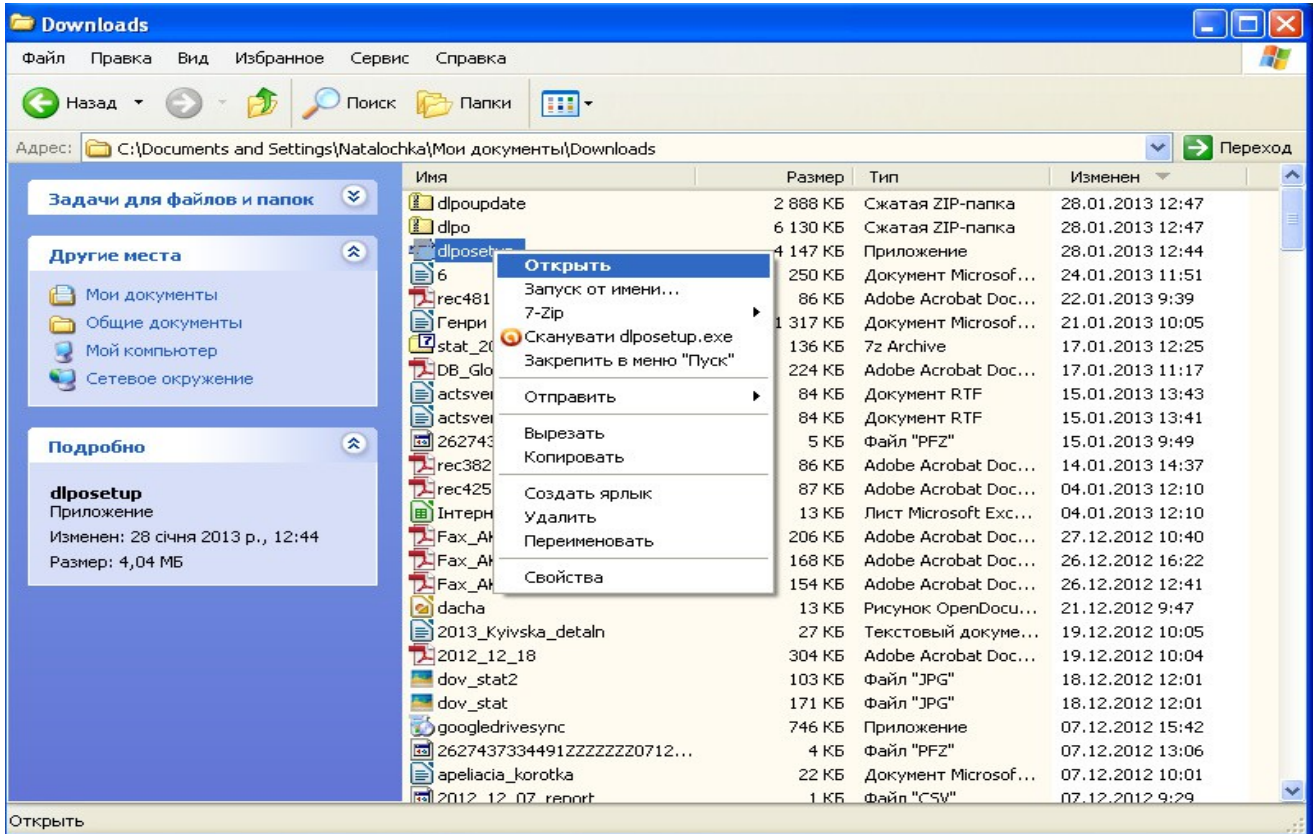 Downloads
Файл Правка Вид Избранное Сервис Справка
Назад Поиск Папки
Адрес: C:\Documents and Settings\Natalochka\Мои документы\Downloads Переход
Задачи для файлов и папок
Другие места
Мои документы
Общие документы
Мой компьютер
Сетевое окружение
Подробно
dlposetup
Приложение
Изменен: 28 січня 2013 р., 12:44
Размер: 4,04 МБ
Имя Размер Тип Изменен
dlpoupdate 2 888 КБ Сжатая ZIP-папка 28.01.2013 12:47
dlpo 6 130 КБ Сжатая ZIP-папка 28.01.2013 12:47
dlposetup 4 147 КБ Приложение 28.01.2013 12:44
6 250 КБ Документ Microsof... 24.01.2013 11:51
rec481 86 КБ Adobe Acrobat Doc... 22.01.2013 9:39
Генри 1 317 КБ Документ Microsof... 21.01.2013 10:05
stat_20 136 КБ 7z Archive 17.01.2013 12:25
DB_Glo 224 КБ Adobe Acrobat Doc... 17.01.2013 11:17
actsve 84 КБ Документ RTF 15.01.2013 13:43
actsve 84 КБ Документ RTF 15.01.2013 13:41
262743 5 КБ Файл "PFZ" 15.01.2013 9:49
rec382 86 КБ Adobe Acrobat Doc... 14.01.2013 14:37
rec425 87 КБ Adobe Acrobat Doc... 04.01.2013 12:10
Інтерн 13 КБ Лист Microsoft Exc... 04.01.2013 12:10
Fax_AK 206 КБ Adobe Acrobat Doc... 27.12.2012 10:40
Fax_AK 168 КБ Adobe Acrobat Doc... 26.12.2012 16:22
Fax_AK 154 КБ Adobe Acrobat Doc... 26.12.2012 12:41
dacha 13 КБ Рисунок OpenDocu... 21.12.2012 9:47
2013_Kyivska_detaln 27 КБ Текстовый докуме... 19.12.2012 10:05
2012_12_18 304 КБ Adobe Acrobat Doc... 19.12.2012 10:04
dov_stat2 103 КБ Файл "JPG" 18.12.2012 12:01
dov_stat 171 КБ Файл "JPG" 18.12.2012 12:01
googledrivesync 746 КБ Приложение 07.12.2012 15:42
2627437334491ZZZZZZZ0712... 4 КБ Файл "PFZ" 07.12.2012 13:06
apeliacia_korotka 22 КБ Документ Microsof... 07.12.2012 10:01
2012_12_07_report 1 КБ Файл "CSV" 07.12.2012 9:29
Открыть
Запуск от имени...
7-Zip
Сканувати dlposetup.exe
Закрепить в меню "Пуск"
Отправить
Вырезать
Копировать
Создать ярлык
Удалить
Переименовать
Свойства
Открыть